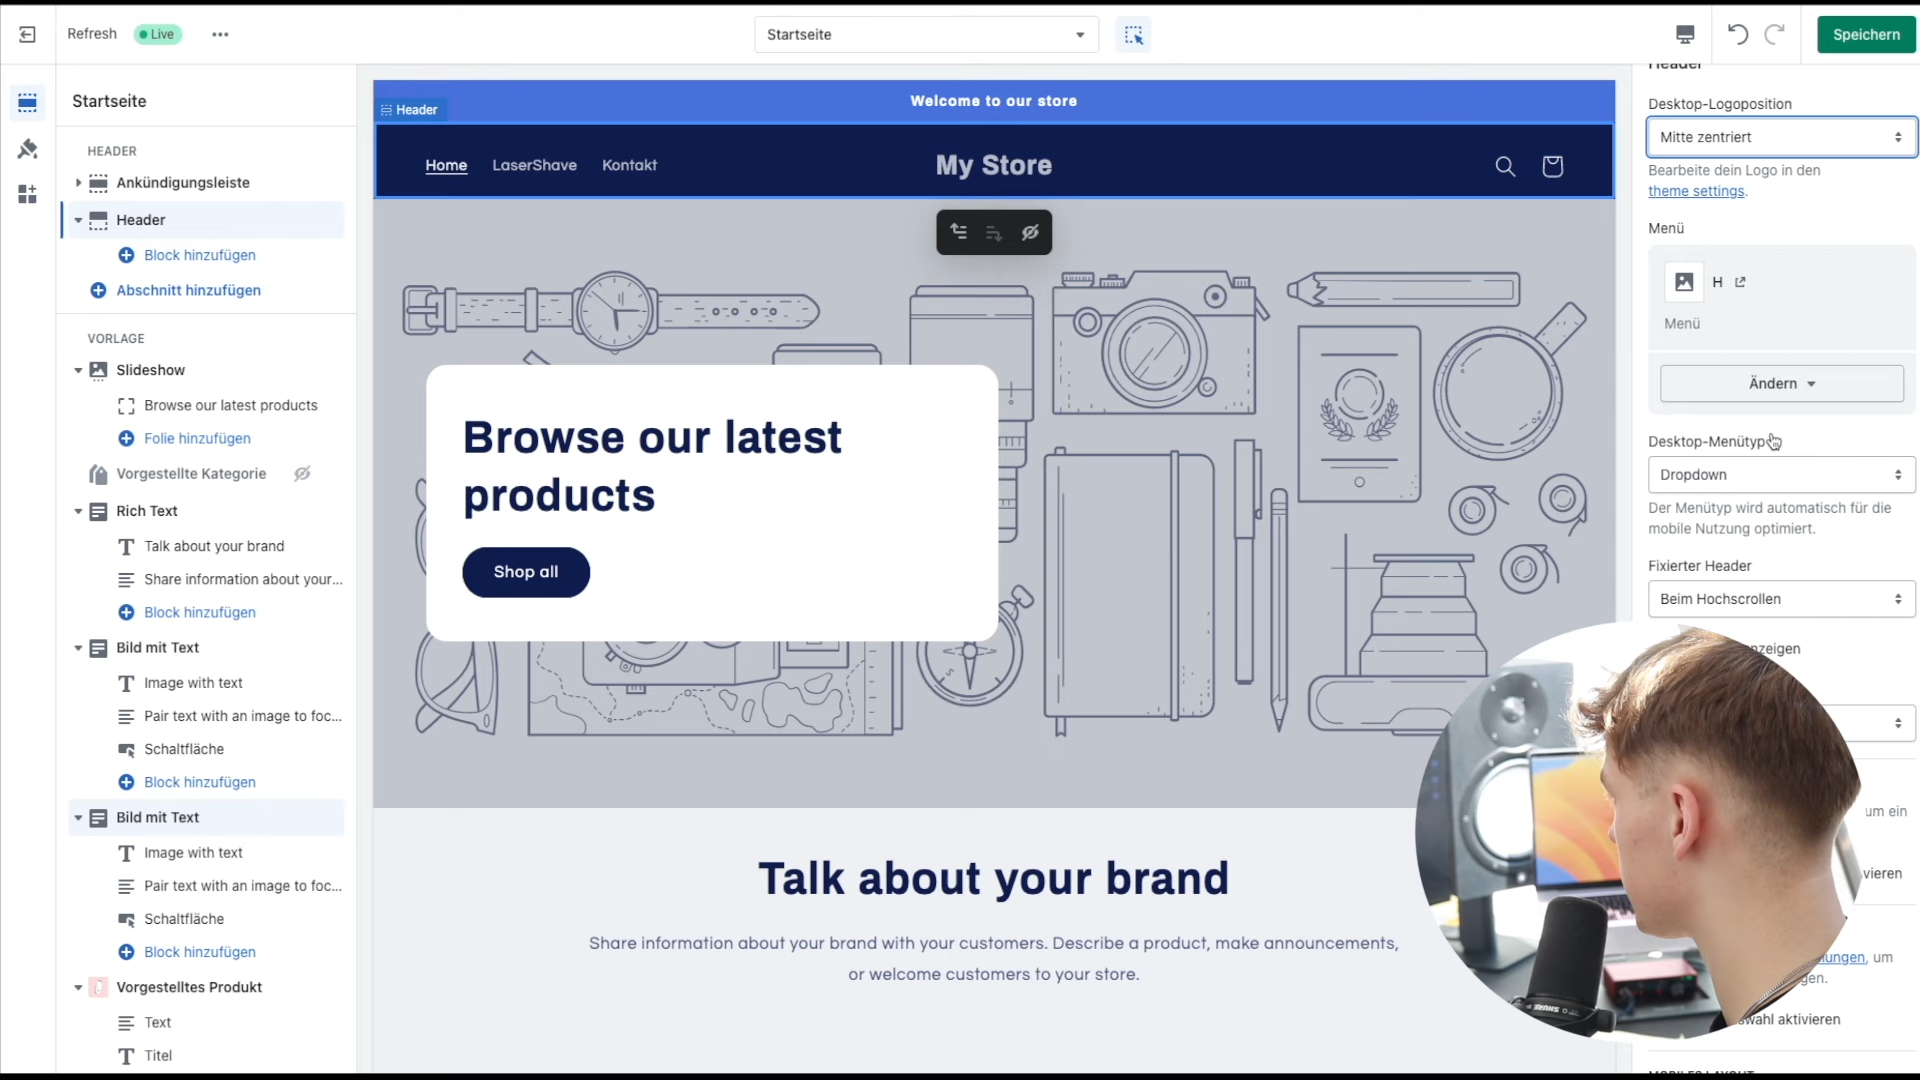 Refresh
Live
Startseite
Speichern
Startseite
HEADER
Ankündigungsleiste
Header
Block hinzufügen
Abschnitt hinzufügen
VORLAGE
Slideshow
Browse our latest products
Folie hinzufügen
Vorgestellte Kategorie
Rich Text
Talk about your brand
Share information about your...
Block hinzufügen
Bild mit Text
Image with text
Pair text with an image to foc...
Schaltfläche
Block hinzufügen
Bild mit Text
Image with text
Pair text with an image to foc...
Schaltfläche
Block hinzufügen
Vorgestelltes Produkt
Text
Titel
Welcome to our store
Header
Home LaserShave Kontakt
My Store
Browse our latest
products
Shop all
Talk about your brand
Share information about your brand with your customers. Describe a product, make announcements,
or welcome customers to your store.
Header
Desktop-Logoposition
Mitte zentriert
Bearbeite dein Logo in den
theme settings.
Menü
H
Menü
Ändern
Desktop-Menütyp
Dropdown
Der Menütyp wird automatisch für die
mobile Nutzung optimiert.
Fixierter Header
Beim Hochscrollen
nzeigen
um ein
vieren
lungen, um
gen.
swahl aktivieren
SHURE